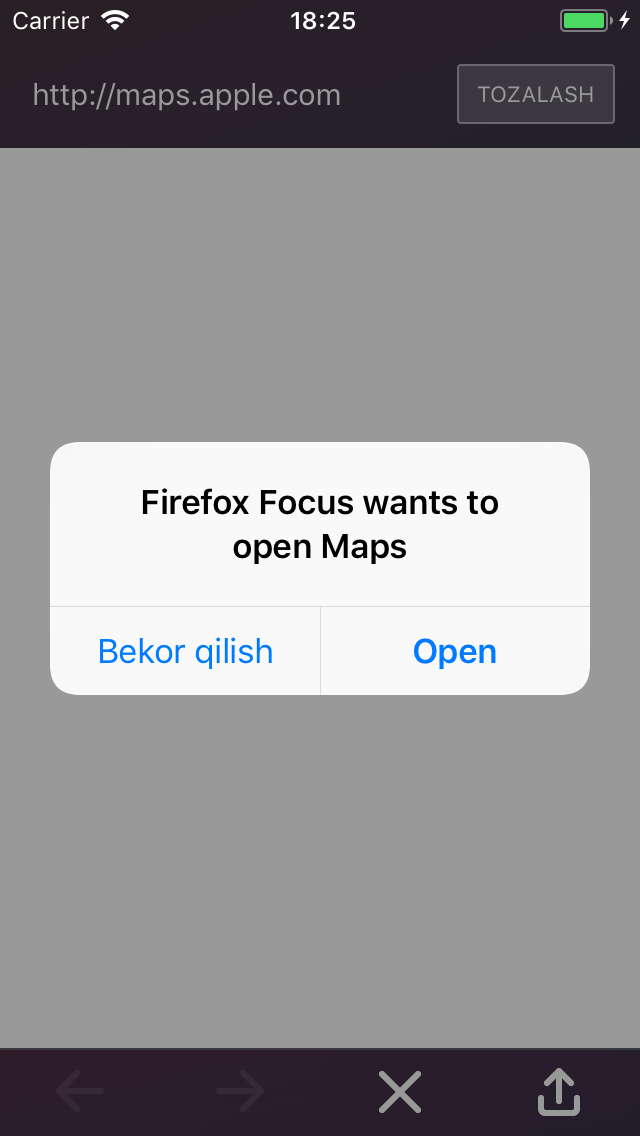 Carrier 18:25
http://maps.apple.com TOZALASH
Firefox Focus wants to
open Maps
Bekor qilish Open